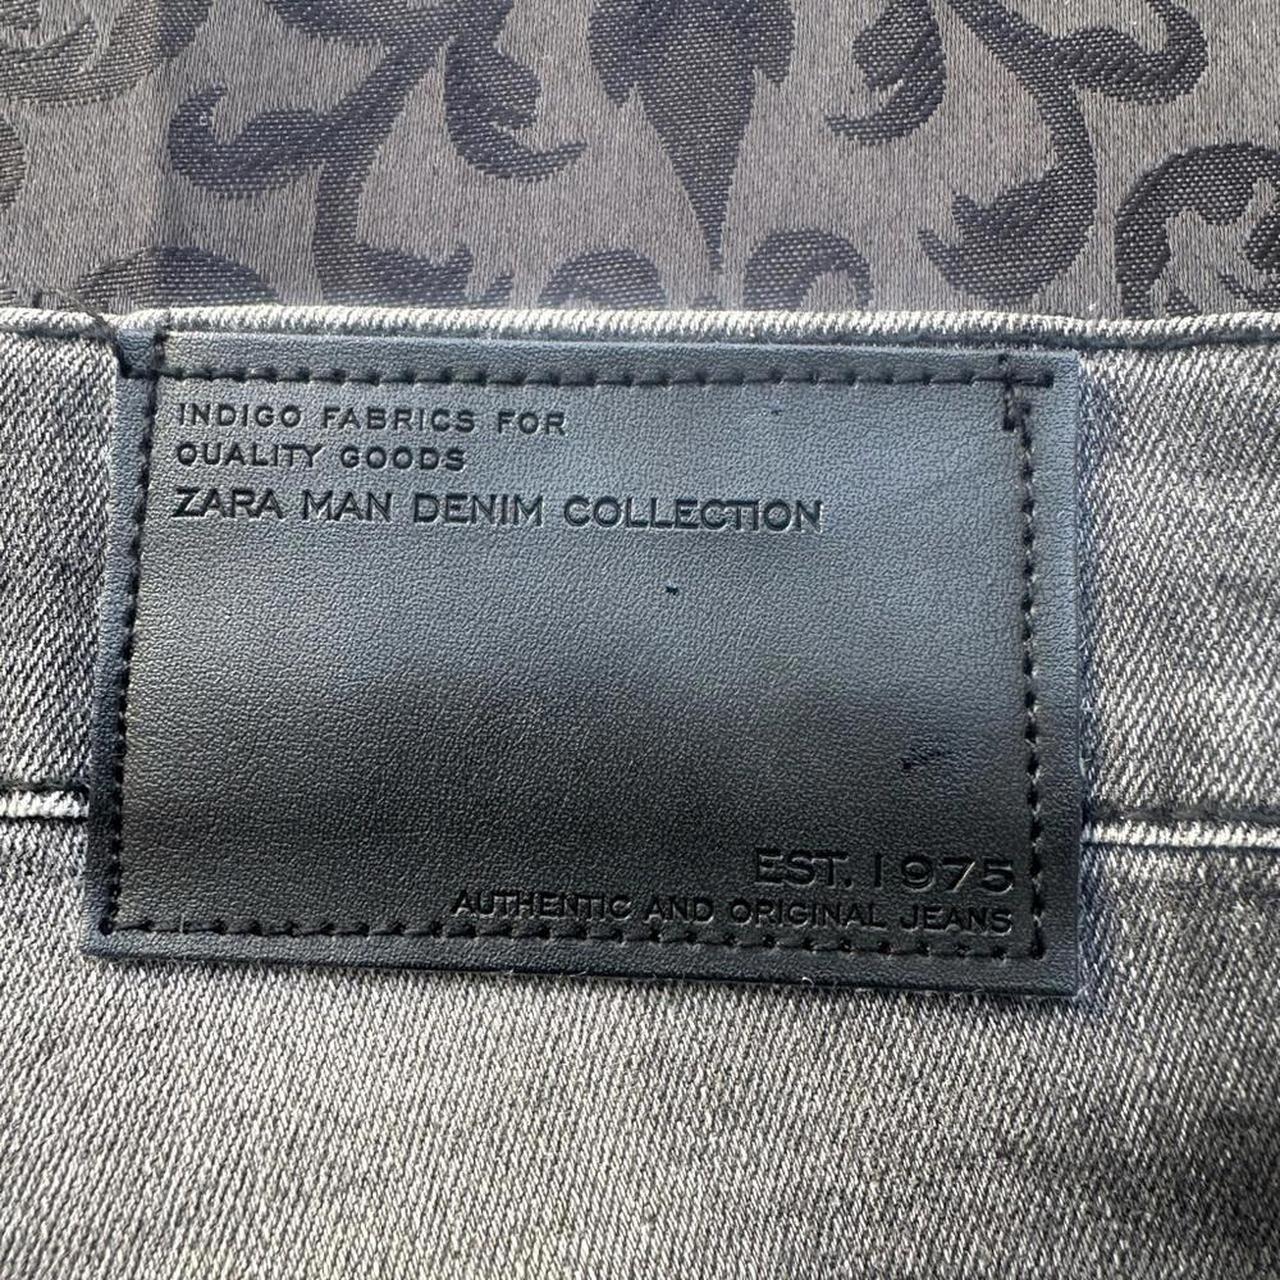 INDIGO FABRICS FOR
QUALITY GOODS
ZARA MAN DENIM COLLECTION
EST. 1975
AUTHENTIC AND ORIGINAL JEANS